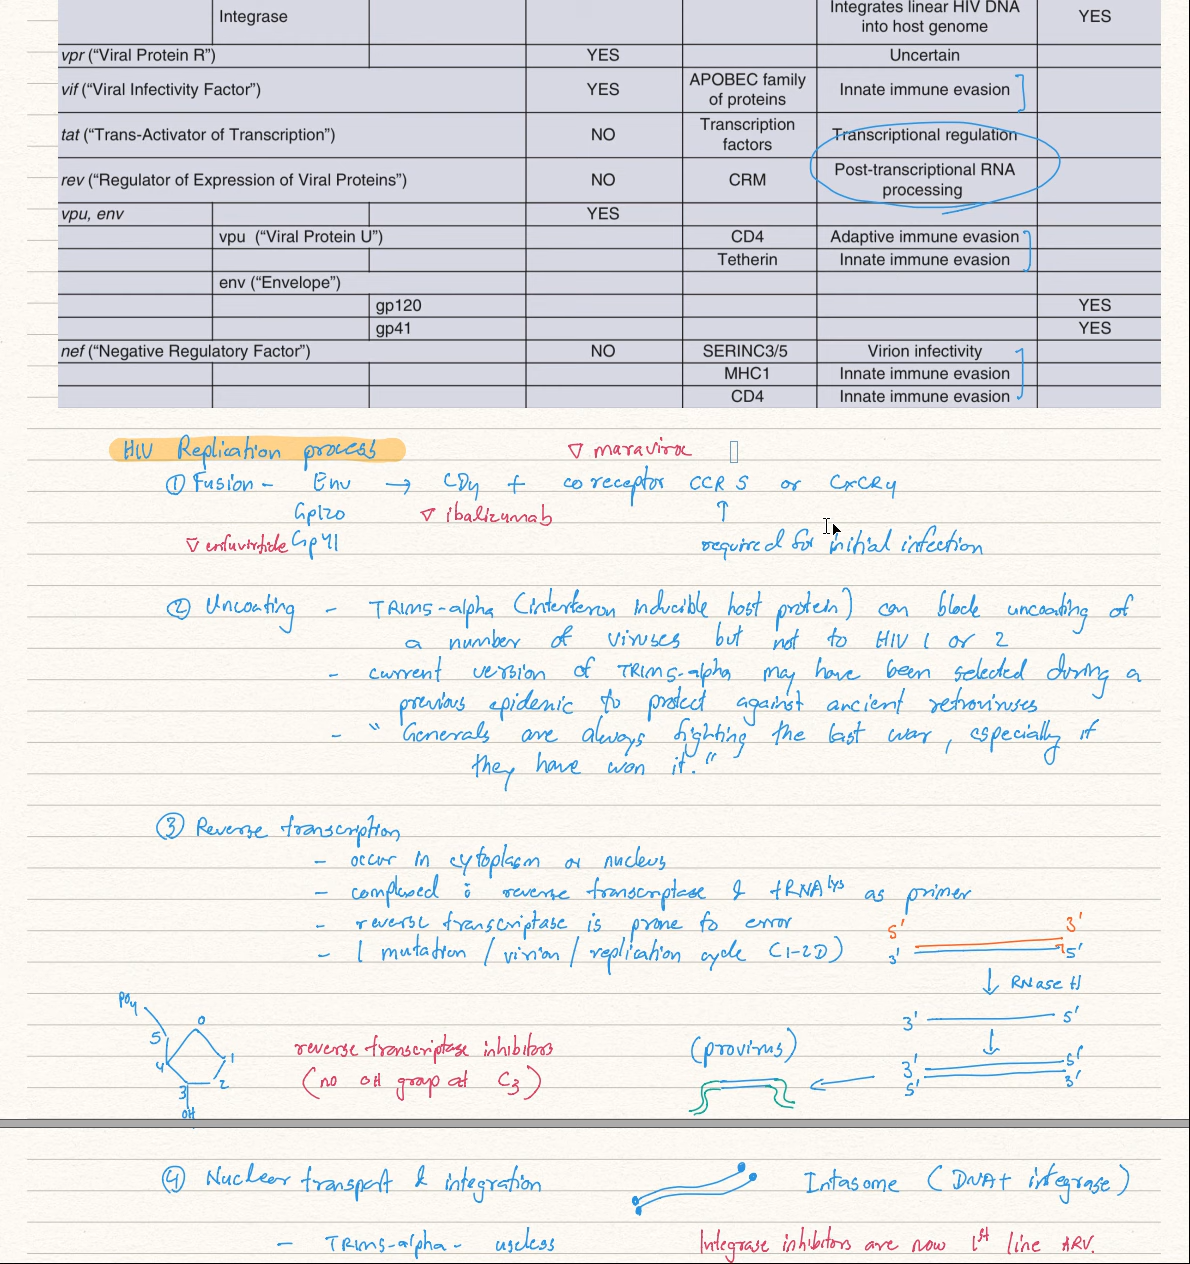 Integrase Integrates linear HIV DNA into host genome YES
vpr (“Viral Protein R”) YES Uncertain
vif (“Viral Infectivity Factor”) YES APOBEC family of proteins Innate immune evasion
tat (“Trans-Activator of Transcription”) NO Transcription factors Transcriptional regulation
rev (“Regulator of Expression of Viral Proteins”) NO CRM Post-transcriptional RNA processing
vpu, env YES
vpu (“Viral Protein U”) CD4 Adaptive immune evasion
Tetherin Innate immune evasion
env (“Envelope”)
gp120 YES
gp41 YES
nef (“Negative Regulatory Factor”) NO SERINC3/5 Virion infectivity
MHC1 Innate immune evasion
CD4 Innate immune evasion
HIV Replication process
▽ maraviroc
① Fusion - Env → CD4 + coreceptor CCR5 or CXCR4
Gp120 ▽ ibalizumab ↑
▽ enfuvirtide Gp41 required for initial infection
② Uncoating - TRIM5-alpha (interferon inducible host protein) can block uncoating of
a number of viruses but not to HIV 1 or 2
- current version of TRIM5-alpha may have been selected during a
previous epidemic to protect against ancient retroviruses
- “ Generals are always fighting the last war, especially if
they have won it.”
③ Reverse transcription
- occur in cytoplasm or nucleus
- complexed reverse transcriptase & tRNA lys as primer
- reverse transcriptase is prone to error
- 1 mutation / virion / replication cycle (1-2D)
5' 3'
3' 5'
↓ RNase H
3' 5'
↓
3' 5'
5' 3'
(provirus) ←
PO4
O
5
4 1
3 2
OH
reverse transcriptase inhibitors
(no OH group at C3)
④ Nuclear transport & integration Intasome (DNA + integrase)
- TRIM5-alpha - useless Integrase inhibitors are now 1st line ARV.